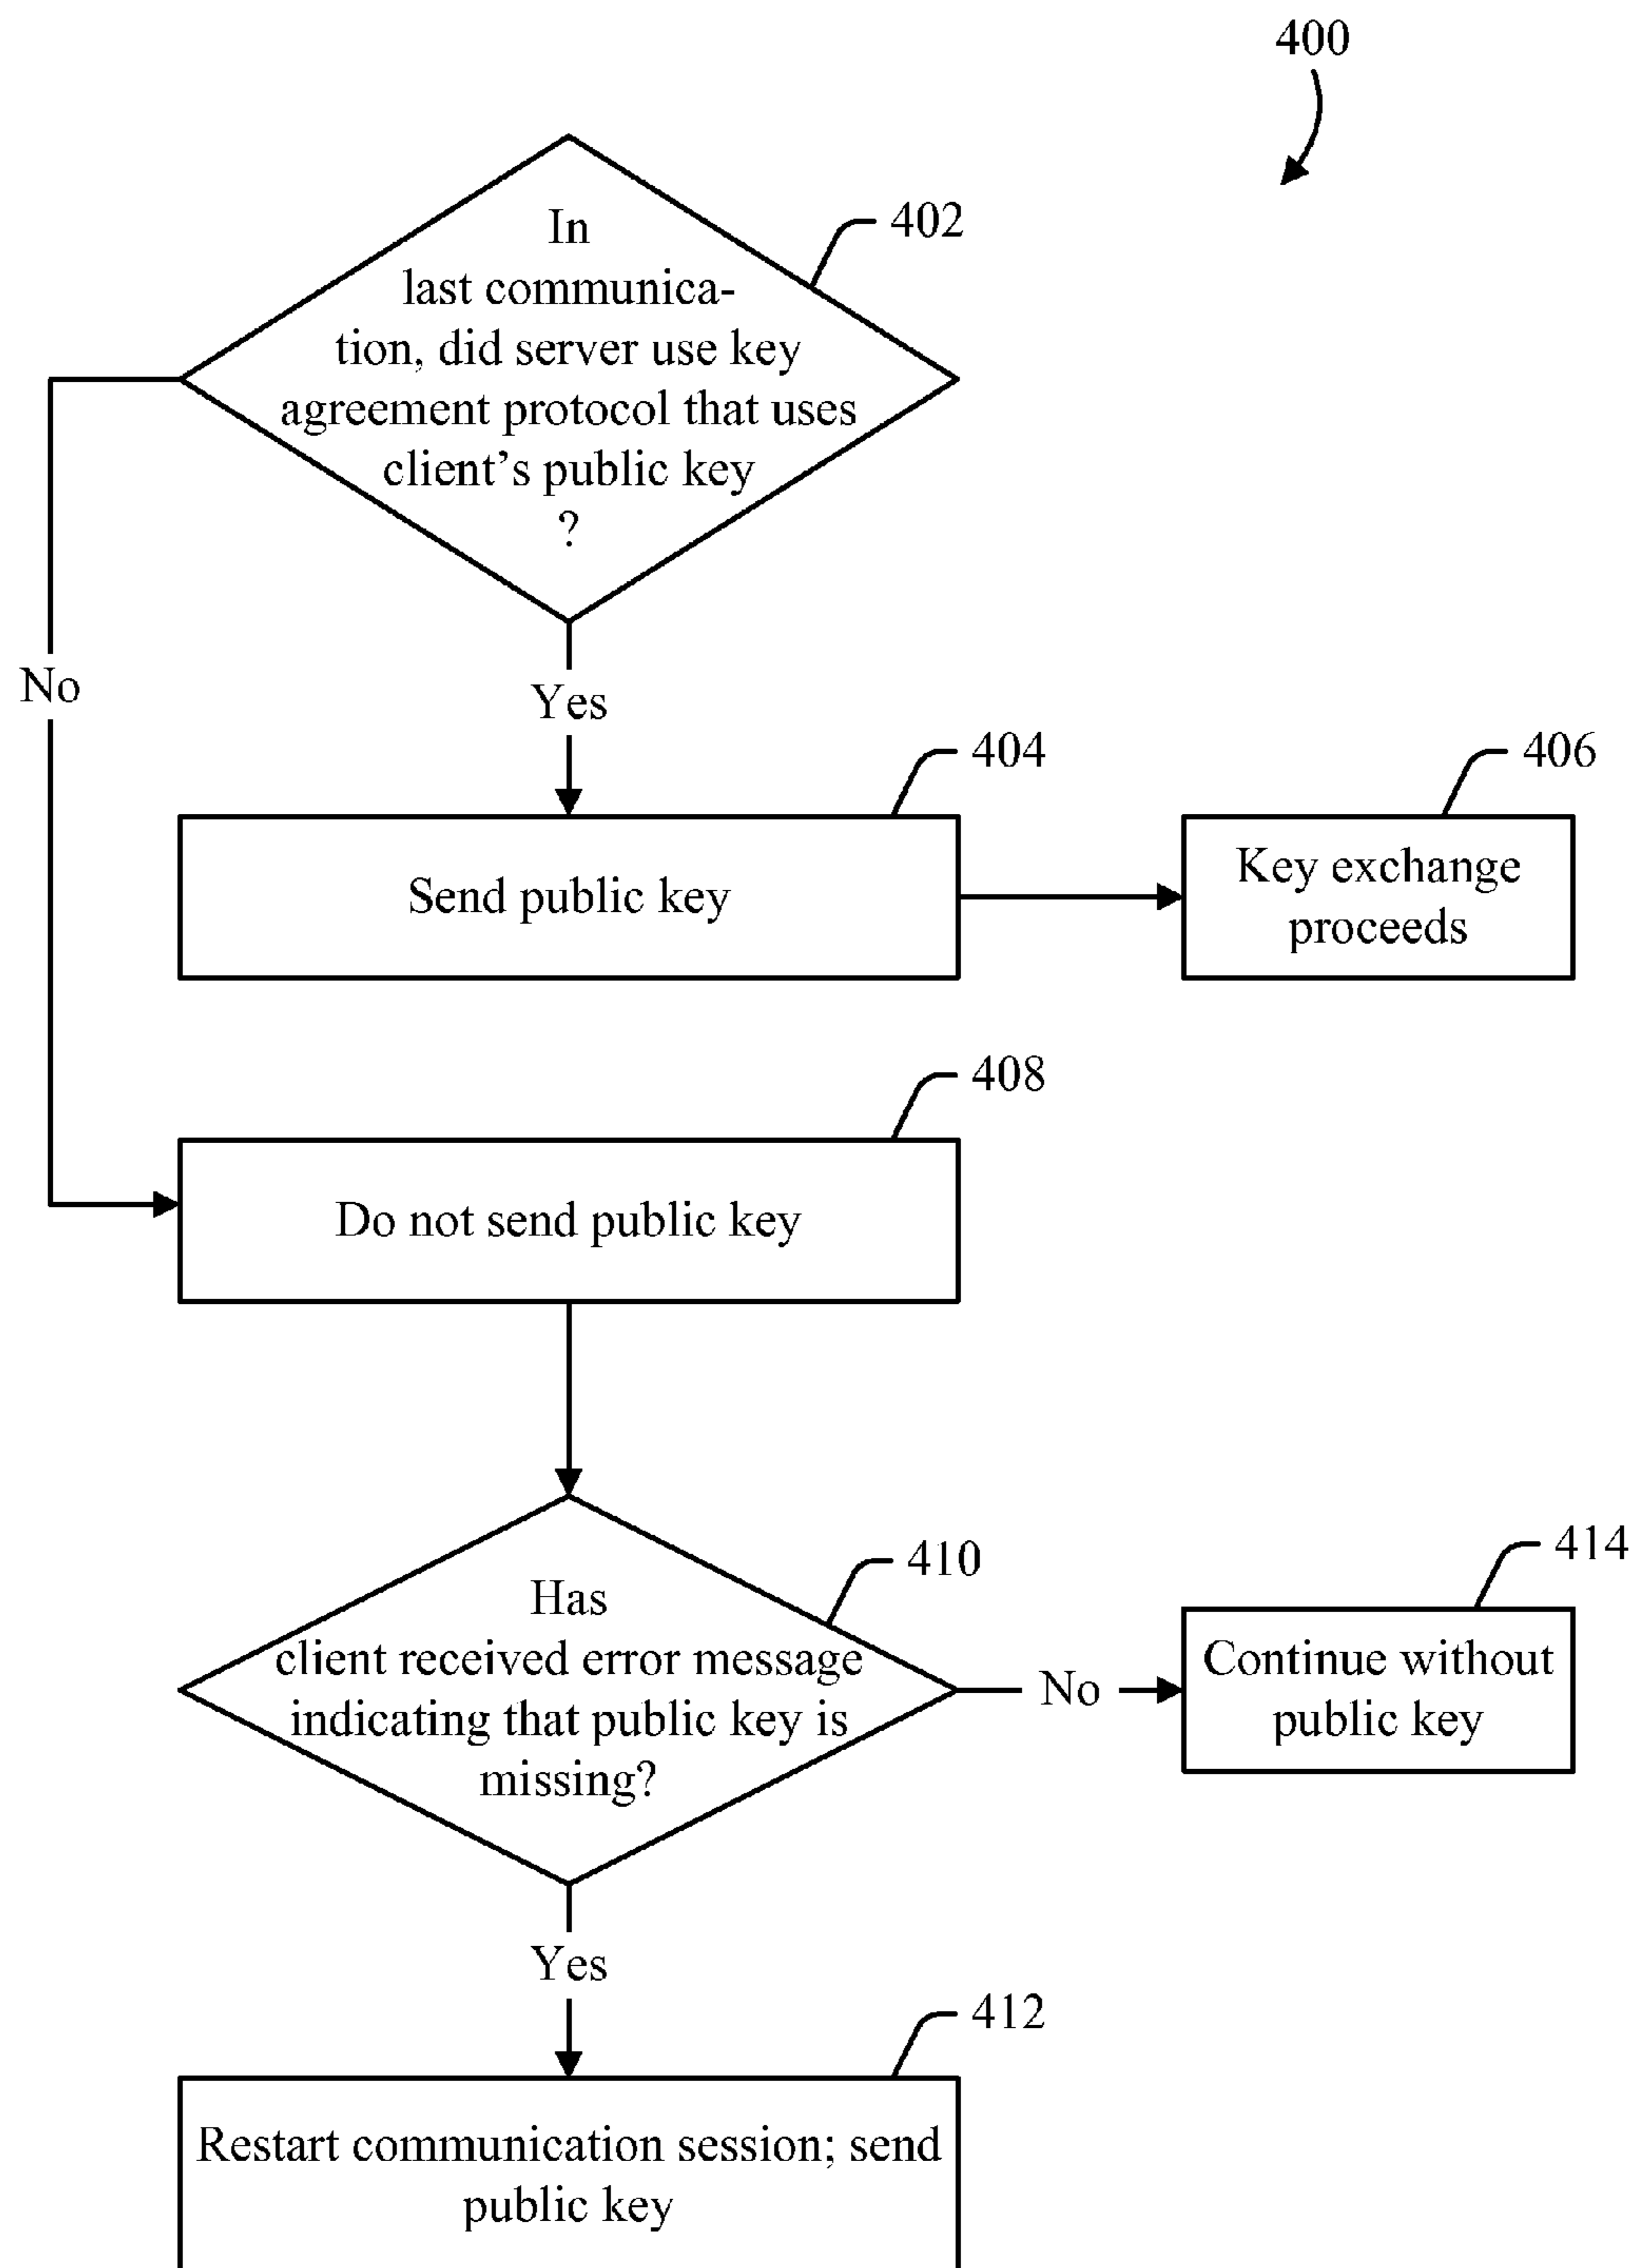 400
402
In
last communica-
tion, did server use key
agreement protocol that uses
client's public key
?
No
Yes
404
406
Send public key
Key exchange
proceeds
408
Do not send public key
410
414
Has
client received error message
indicating that public key is
missing?
No
Continue without
public key
Yes
412
Restart communication session; send
public key